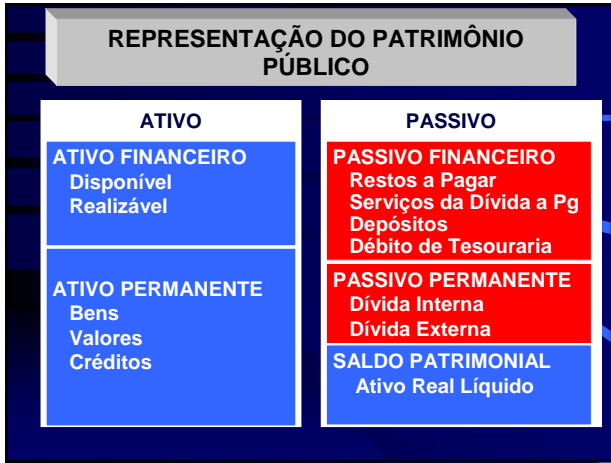 REPRESENTAÇÃO DO PATRIMÔNIO
PÚBLICO
ATIVO
ATIVO FINANCEIRO
Disponível
Realizável
ATIVO PERMANENTE
Bens
Valores
Créditos
PASSIVO
PASSIVO FINANCEIRO
Restos a Pagar
Serviços da Dívida a Pg
Depósitos
Débito de Tesouraria
PASSIVO PERMANENTE
Dívida Interna
Dívida Externa
SALDO PATRIMONIAL
Ativo Real Líquido